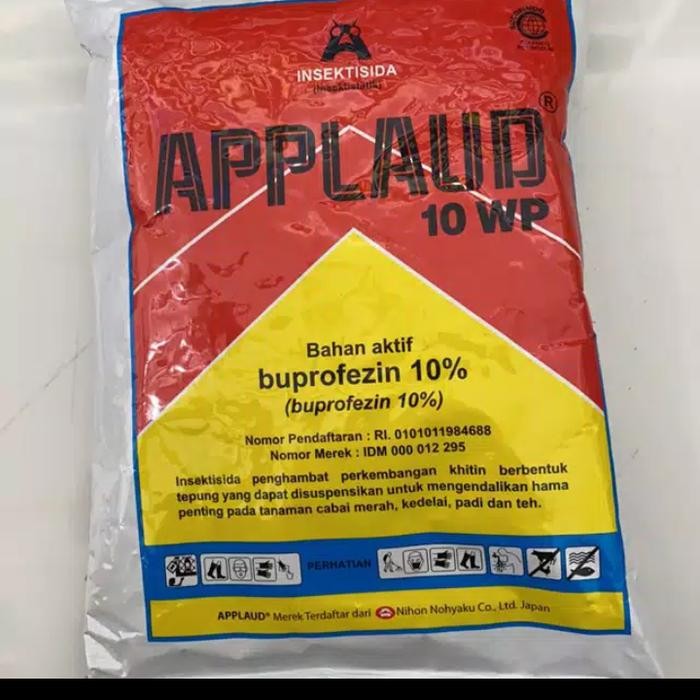 SUCOFINDO
INSEKTISIDA
APPLAUD®
10 WP
Bahan aktif
buprofezin 10%
(buprofezin 10%)
Nomor Pendaftaran : RI. 0101011984688
Nomor Merek : IDM 000 012 295
Insektisida penghambat perkembangan khitin berbentuk
tepung yang dapat disuspensikan untuk mengendalikan hama
penting pada tanaman cabai merah, kedelai, padi dan teh.
PERHATIAN
APPLAUD® Merek Terdaftar dari Nihon Nohyaku Co., Ltd. Japan